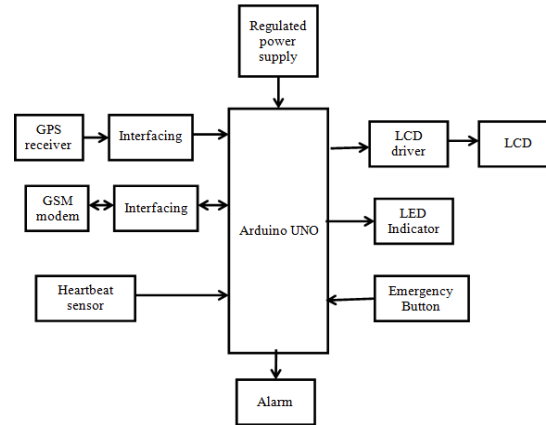 Regulated
power
supply
GPS
receiver
Interfacing
LCD
driver
LCD
GSM
modem
Interfacing
Arduino UNO
LED
Indicator
Heartbeat
sensor
Emergency
Button
Alarm